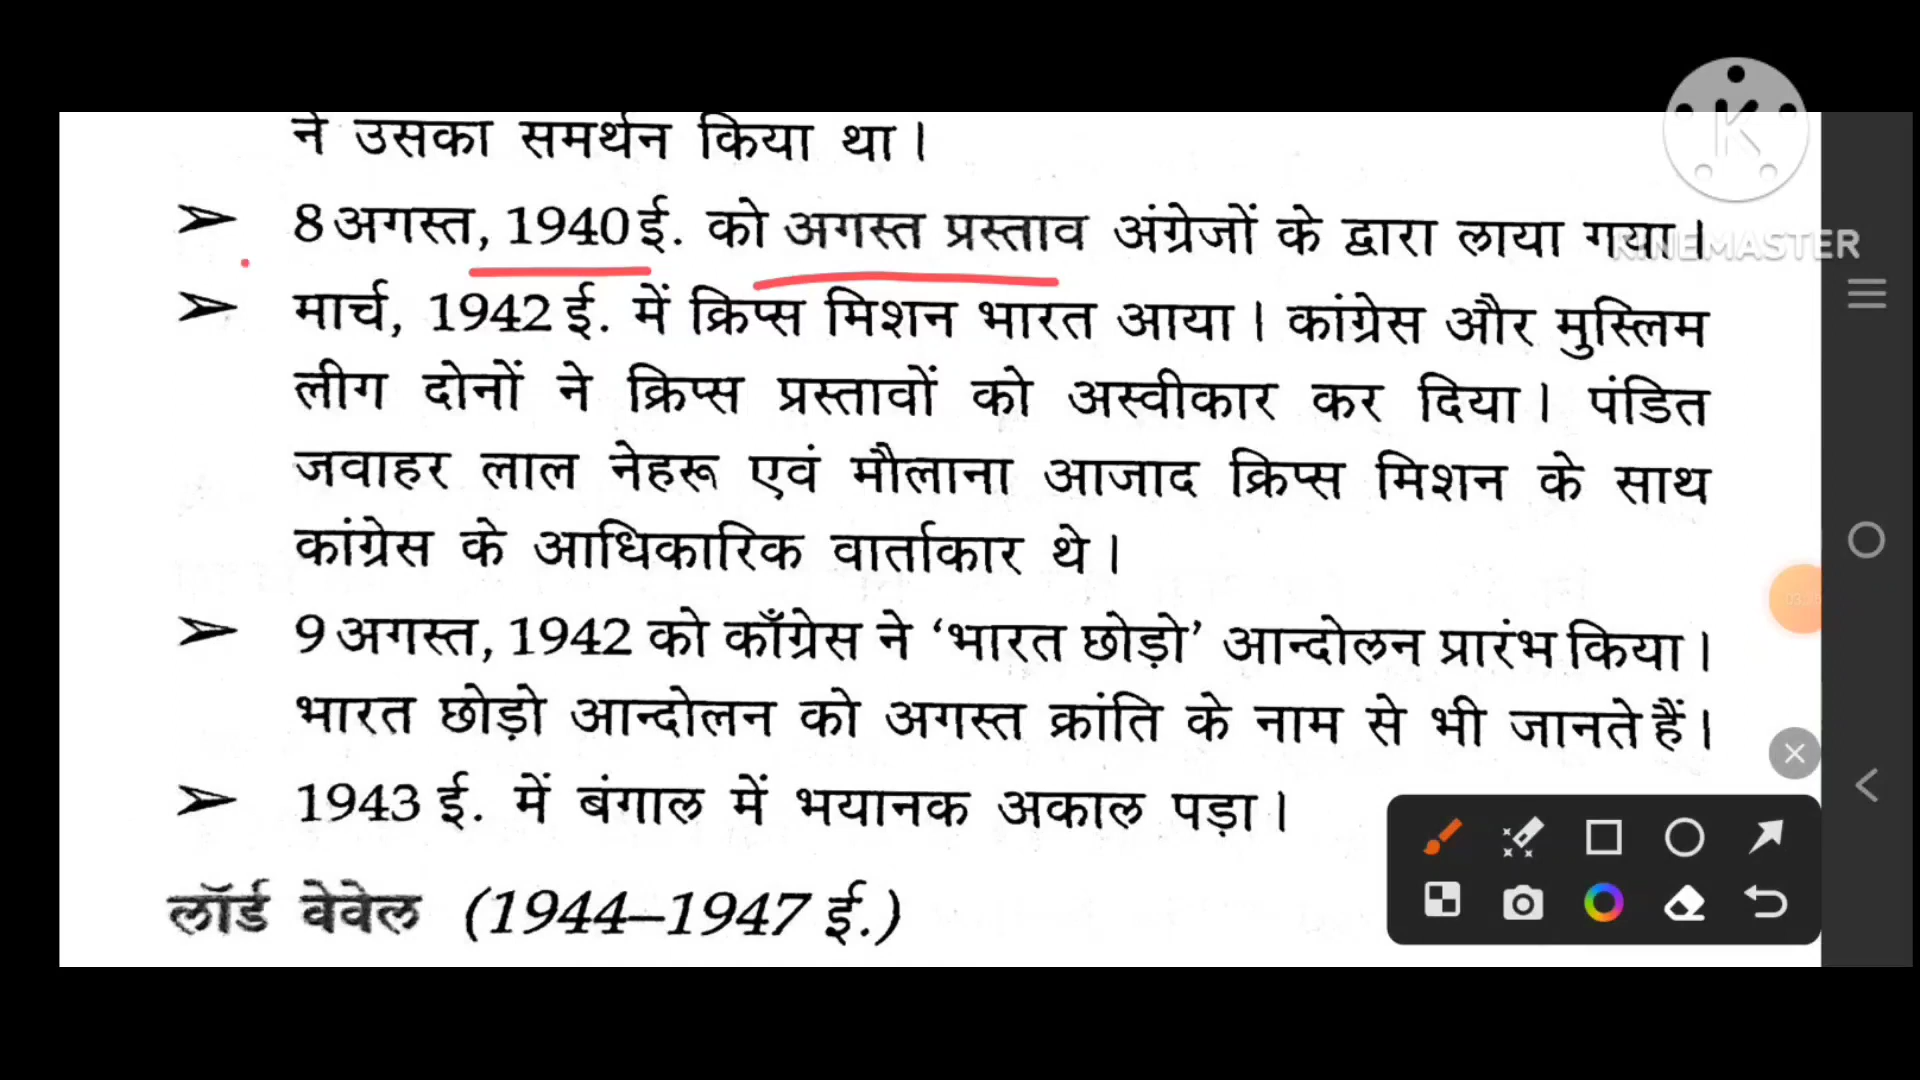 ने उसका समर्थन किया था।
➢ 8 अगस्त, 1940 ई. को अगस्त प्रस्ताव अंग्रेजों के द्वारा लाया गया।
KINEMASTER
➢ मार्च, 1942 ई. में क्रिप्स मिशन भारत आया। कांग्रेस और मुस्लिम
लीग दोनों ने क्रिप्स प्रस्तावों को अस्वीकार कर दिया। पंडित
जवाहर लाल नेहरू एवं मौलाना आजाद क्रिप्स मिशन के साथ
कांग्रेस के आधिकारिक वार्ताकार थे।
➢ 9 अगस्त, 1942 को काँग्रेस ने ‘भारत छोड़ो’ आन्दोलन प्रारंभ किया।
भारत छोड़ो आन्दोलन को अगस्त क्रांति के नाम से भी जानते हैं।
➢ 1943 ई. में बंगाल में भयानक अकाल पड़ा।
लॉर्ड वेवेल (1944–1947 ई.)